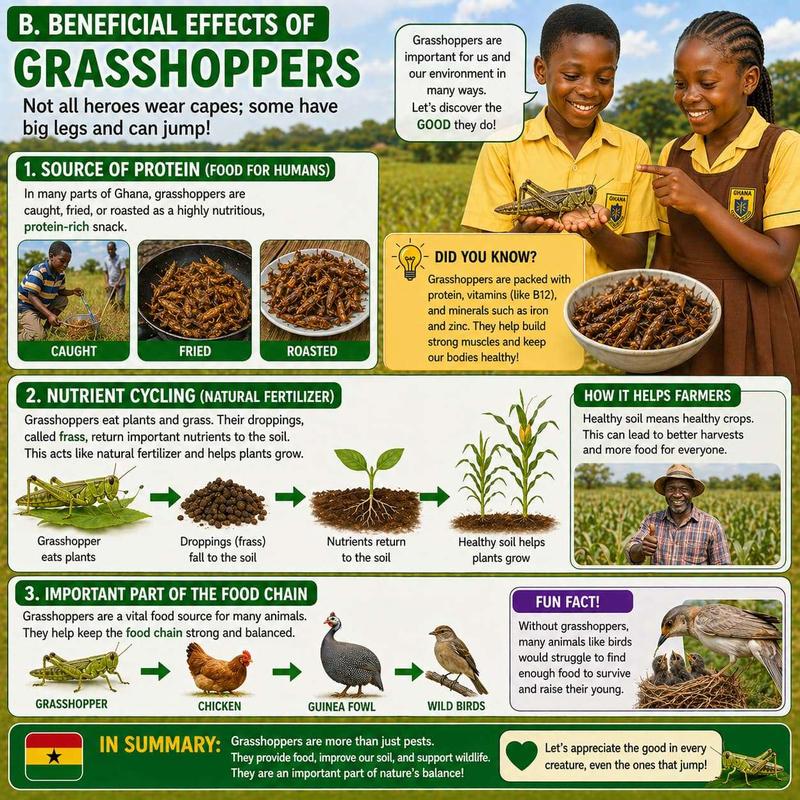 B. BENEFICIAL EFFECTS OF
GRASSHOPPERS
Not all heroes wear capes; some have
big legs and can jump!
Grasshoppers are
important for us and
our environment in
many ways.
Let's discover the
GOOD they do!
GHANA
GHANA
1. SOURCE OF PROTEIN (FOOD FOR HUMANS)
In many parts of Ghana, grasshoppers are
caught, fried, or roasted as a highly nutritious,
protein-rich snack.
CAUGHT
FRIED
ROASTED
DID YOU KNOW?
Grasshoppers are packed with
protein, vitamins (like B12),
and minerals such as iron
and zinc. They help build
strong muscles and keep
our bodies healthy!
2. NUTRIENT CYCLING (NATURAL FERTILIZER)
Grasshoppers eat plants and grass. Their droppings,
called frass, return important nutrients to the soil.
This acts like natural fertilizer and helps plants grow.
Grasshopper
eats plants
Droppings (frass)
fall to the soil
Nutrients return
to the soil
Healthy soil helps
plants grow
HOW IT HELPS FARMERS
Healthy soil means healthy crops.
This can lead to better harvests
and more food for everyone.
3. IMPORTANT PART OF THE FOOD CHAIN
Grasshoppers are a vital food source for many animals.
They help keep the food chain strong and balanced.
GRASSHOPPER
CHICKEN
GUINEA FOWL
WILD BIRDS
FUN FACT!
Without grasshoppers,
many animals like birds
would struggle to find
enough food to survive
and raise their young.
IN SUMMARY:
Grasshoppers are more than just pests.
They provide food, improve our soil, and support wildlife.
They are an important part of nature's balance!
Let's appreciate the good in every
creature, even the ones that jump!